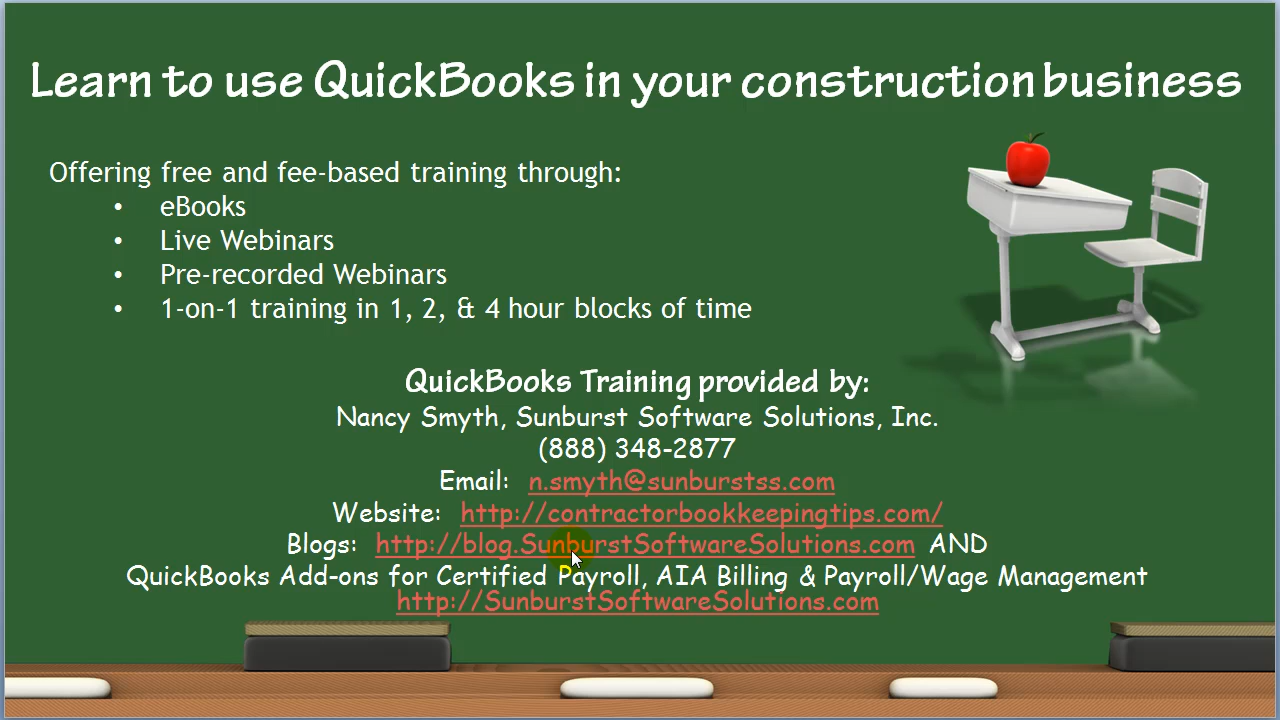 Learn to use QuickBooks in your construction business
Offering free and fee-based training through:
• eBooks
• Live Webinars
• Pre-recorded Webinars
• 1-on-1 training in 1, 2, & 4 hour blocks of time
QuickBooks Training provided by:
Nancy Smyth, Sunburst Software Solutions, Inc.
(888) 348-2877
Email: n.smyth@sunburstss.com
Website: http://contractorbookkeepingtips.com/
Blogs: http://blog.SunburstSoftwareSolutions.com AND
QuickBooks Add-ons for Certified Payroll, AIA Billing & Payroll/Wage Management
http://SunburstSoftwareSolutions.com